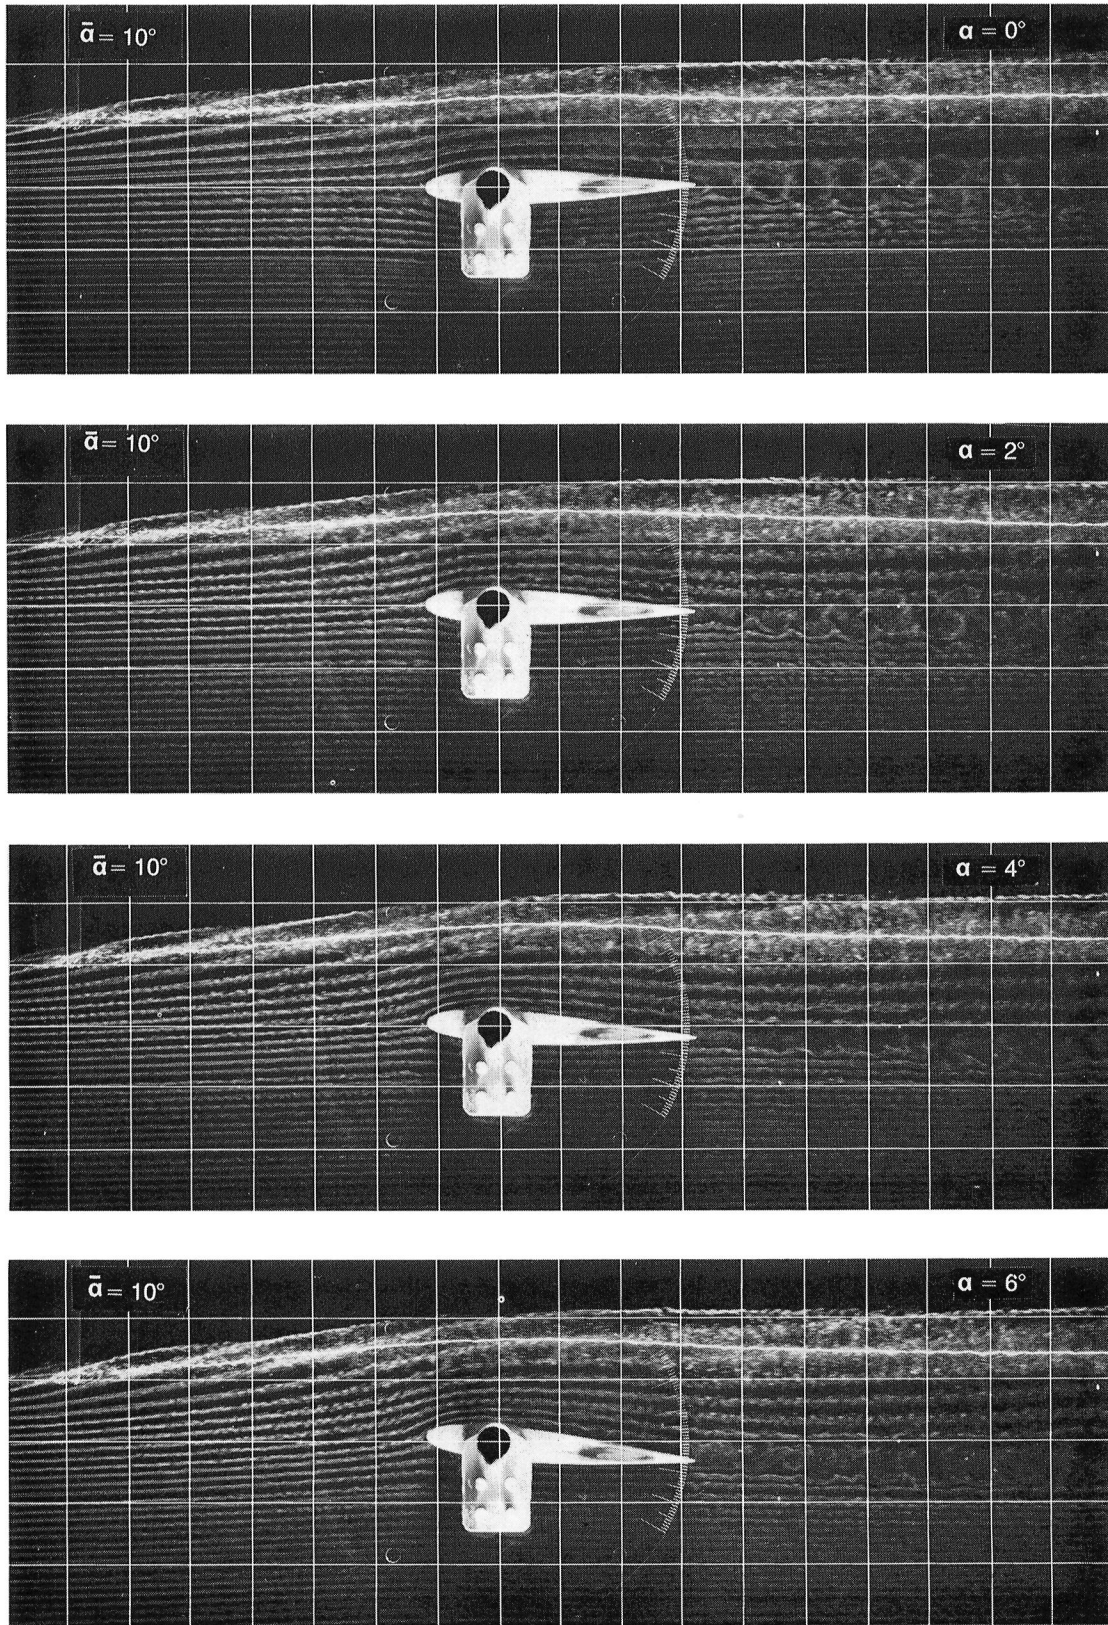 ᾱ = 10°
α = 0°
ᾱ = 10°
α = 2°
ᾱ = 10°
α = 4°
ᾱ = 10°
α = 6°